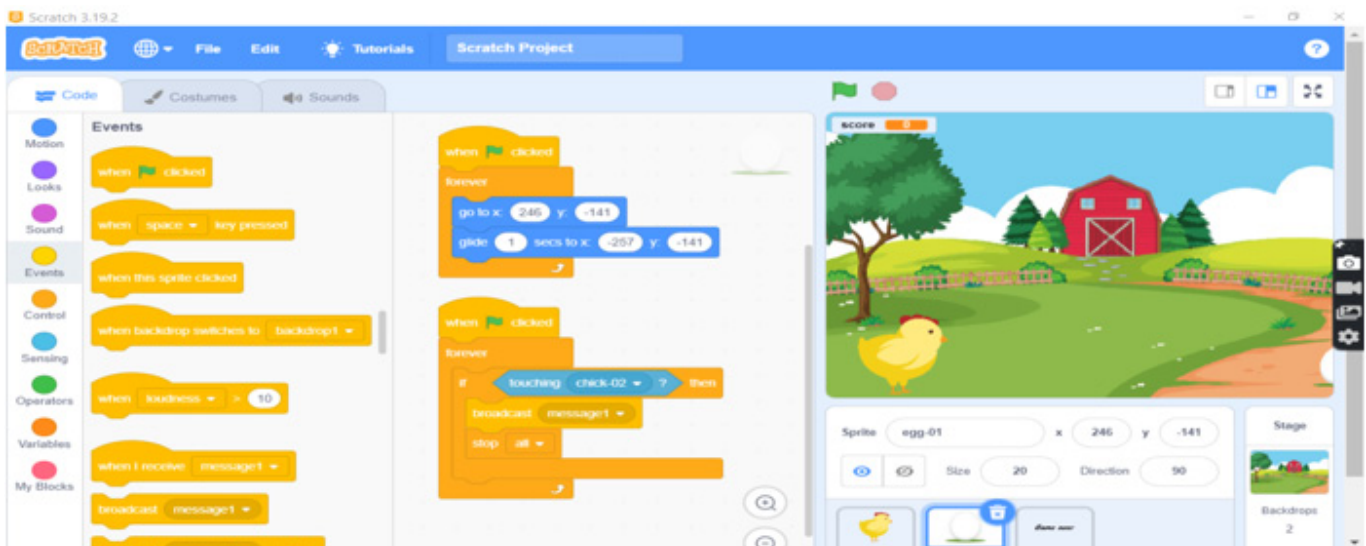 Scratch 3.19.2
SCRATCH File Edit Tutorials Scratch Project ?
Code Costumes Sounds
Motion
Looks
Sound
Events
Control
Sensing
Operators
Variables
My Blocks
Events
when clicked
when space key pressed
when this sprite clicked
when backdrop switches to backdrop1
when loudness > 10
when I receive message1
broadcast message1
when clicked
forever
go to x: 246 y: -141
glide 1 secs to x: -257 y: -141
when clicked
forever
if touching chick-02 ? then
broadcast message1
stop all
score 0
Sprite egg-01 x 246 y -141
Size 20 Direction 90
Game over
Stage
Backdrops
2